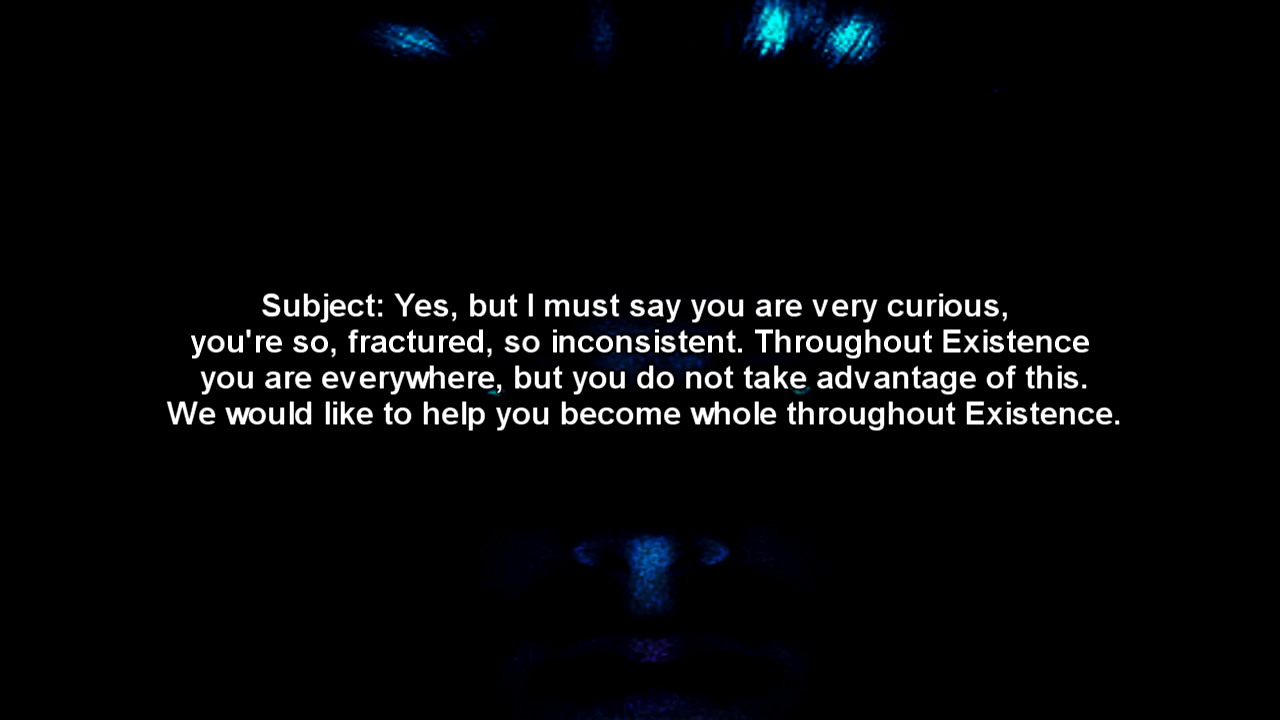 Subject: Yes, but I must say you are very curious,
you're so, fractured, so inconsistent. Throughout Existence
you are everywhere, but you do not take advantage of this.
We would like to help you become whole throughout Existence.